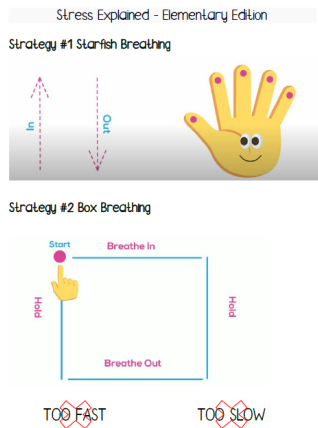 Stress Explained - Elementary Edition
Strategy #1 Starfish Breathing
In
Out
Strategy #2 Box Breathing
Start
Breathe In
Hold
Hold
Breathe Out
TOO FAST
TOO SLOW